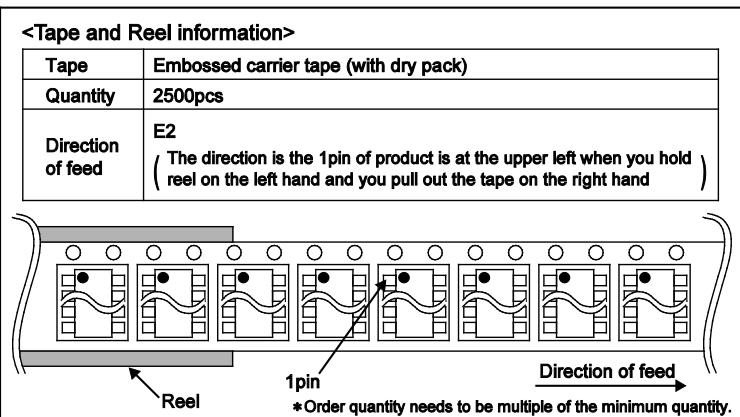 <Tape and Reel information>
Tape Embossed carrier tape (with dry pack)
Quantity 2500pcs
Direction of feed E2
( The direction is the 1pin of product is at the upper left when you hold
reel on the left hand and you pull out the tape on the right hand )
Reel
1pin
Direction of feed
*Order quantity needs to be multiple of the minimum quantity.